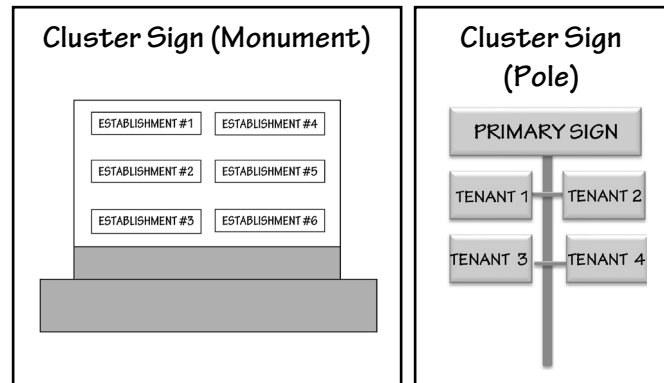 Cluster Sign (Monument)
ESTABLISHMENT #1 ESTABLISHMENT #4
ESTABLISHMENT #2 ESTABLISHMENT #5
ESTABLISHMENT #3 ESTABLISHMENT #6
Cluster Sign
(Pole)
PRIMARY SIGN
TENANT 1 TENANT 2
TENANT 3 TENANT 4